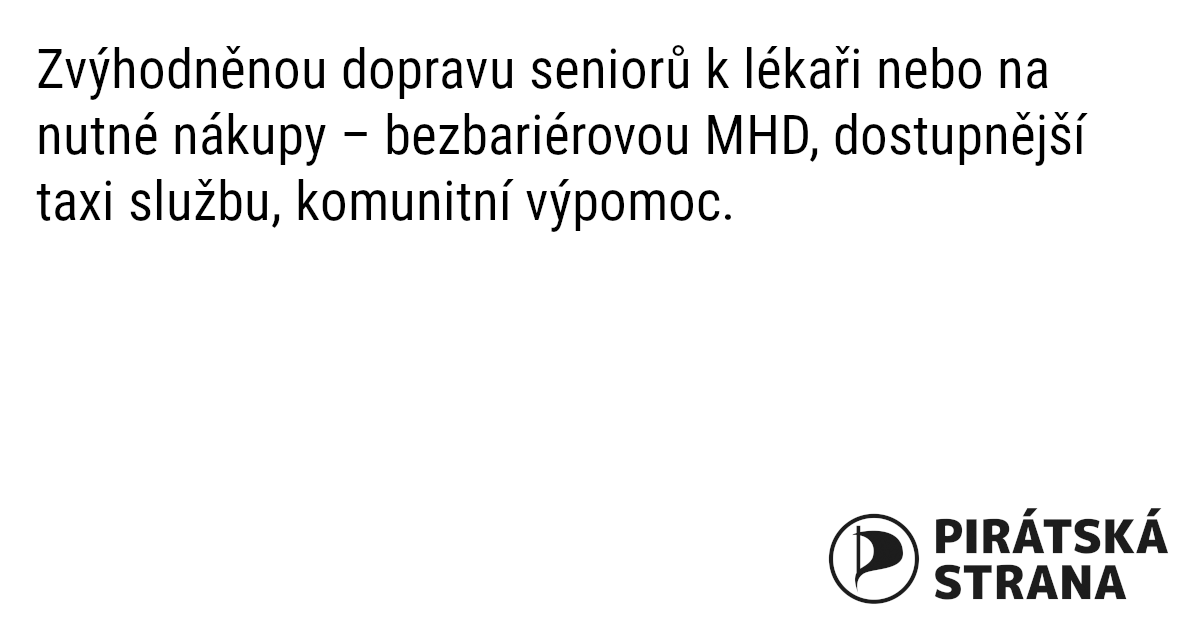 Zvýhodněnou dopravu seniorů k lékaři nebo na
nutné nákupy – bezbariérovou MHD, dostupnější
taxi službu, komunitní výpomoc.
PIRÁTSKÁ
STRANA